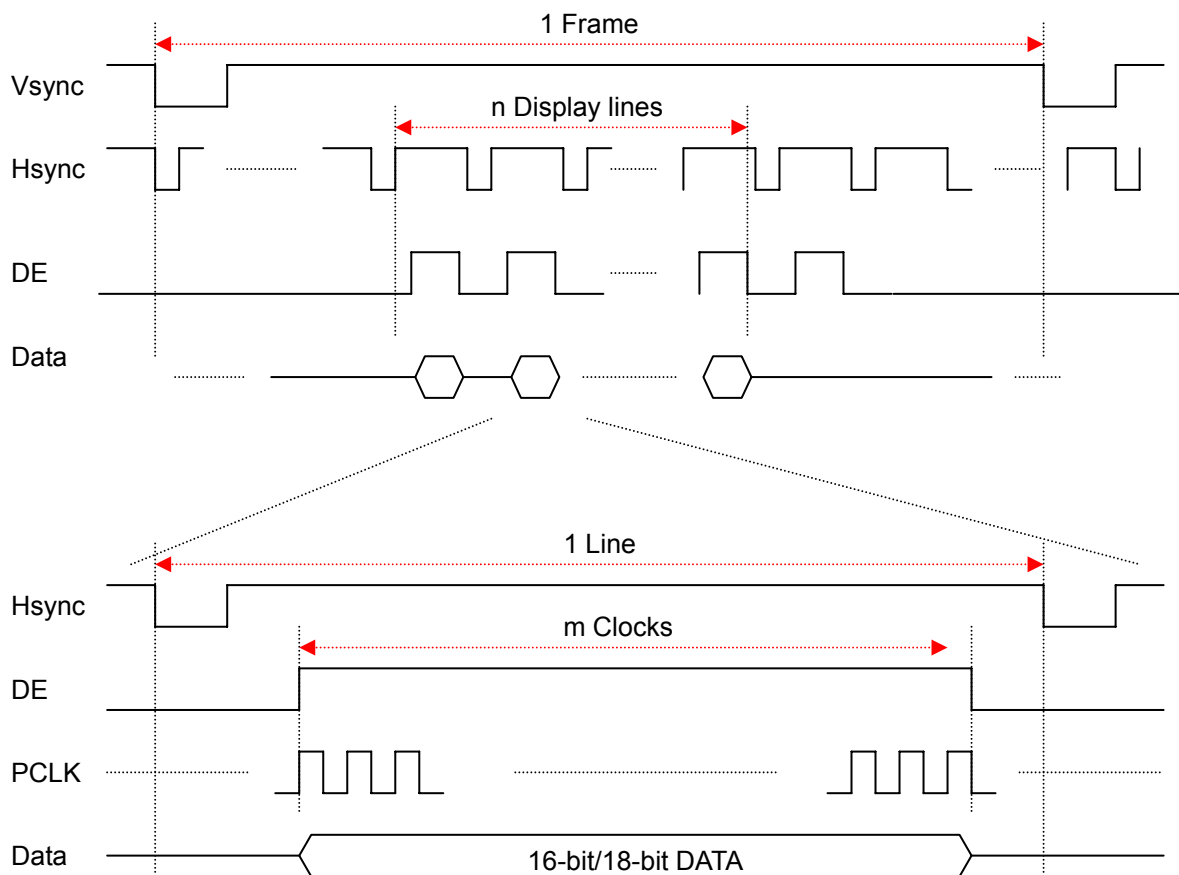 1 Frame
Vsync
n Display lines
Hsync
DE
Data
1 Line
Hsync
m Clocks
DE
PCLK
Data
16-bit/18-bit DATA